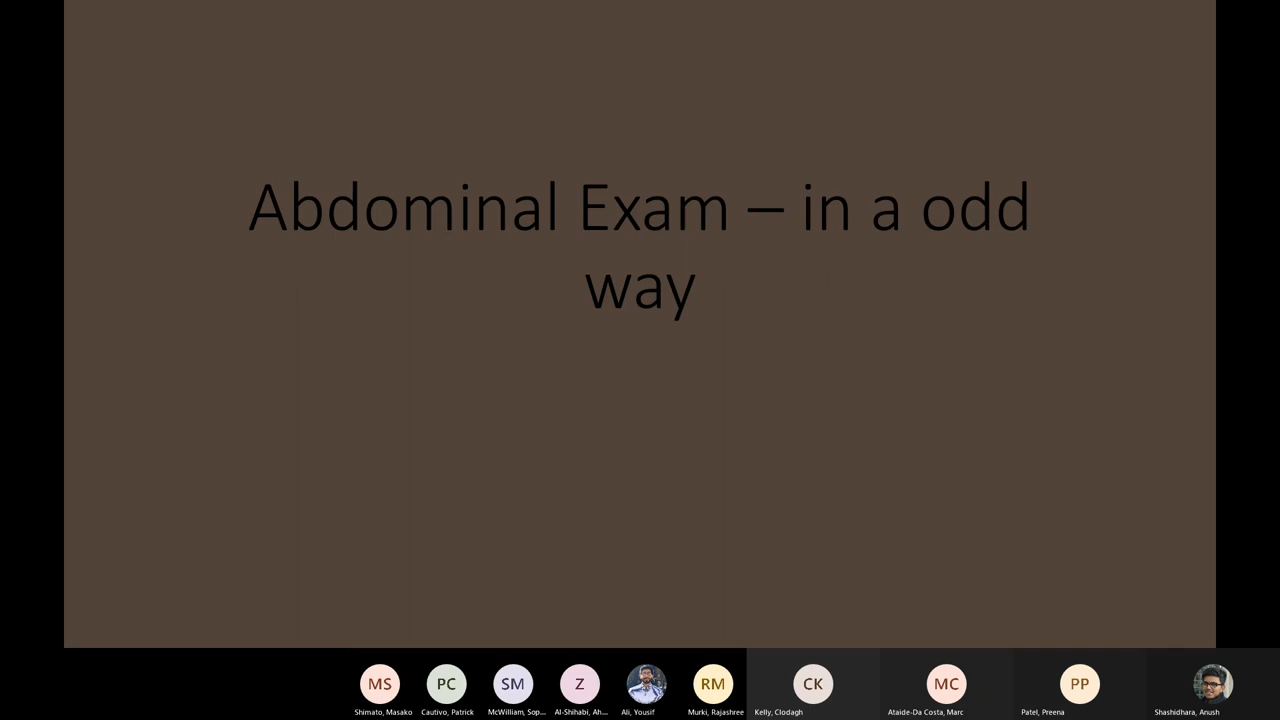 Abdominal Exam – in a odd
way
MS
PC
SM
Z
RM
CK
MC
PP
Shimato, Masako
Cautivo, Patrick
McWilliam, Sop...
Al-Shihabi, Ah...
Ali, Yousif
Murki, Rajashree
Kelly, Clodagh
Ataide-Da Costa, Marc
Patel, Preena
Shashidhara, Anush